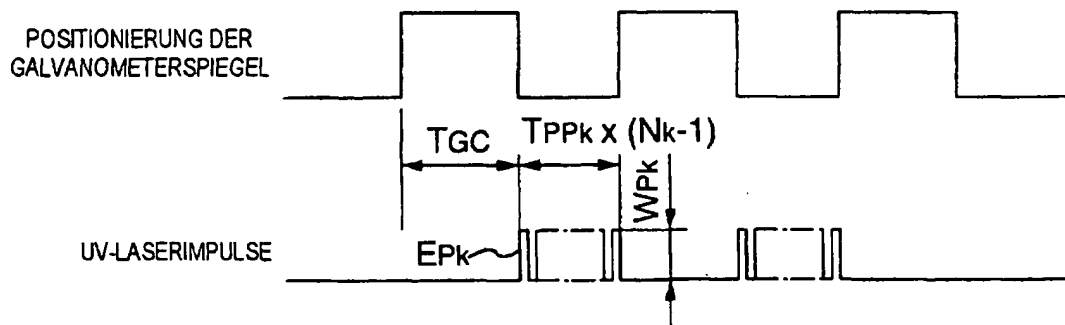 POSITIONIERUNG DER
GALVANOMETERSPIEGEL
TGC
TPPk x (Nk-1)
WPk
UV-LASERIMPULSE
EPk